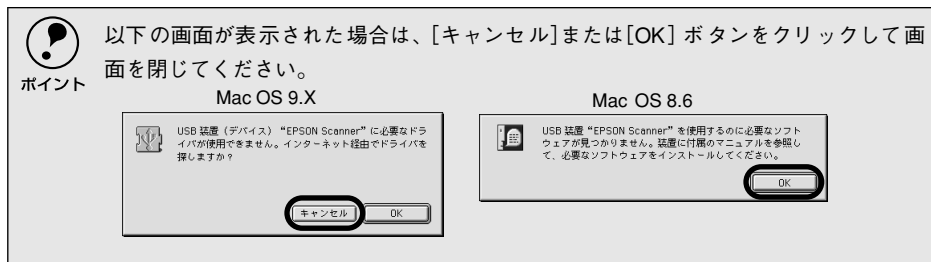 以下の画面が表示された場合は、[キャンセル]または[OK] ボタンをクリックして画
面を閉じてください。
ポイント
Mac OS 9.X
USB 装置（デバイス）“EPSON Scanner”に必要なドラ
イバが使用できません。インターネット経由でドライバを
探しますか？
キャンセル
OK
Mac OS 8.6
USB 装置“EPSON Scanner”を使用するのに必要なソフト
ウェアが見つかりません。装置に付属のマニュアルを参照し
て、必要なソフトウェアをインストールしてください。
OK